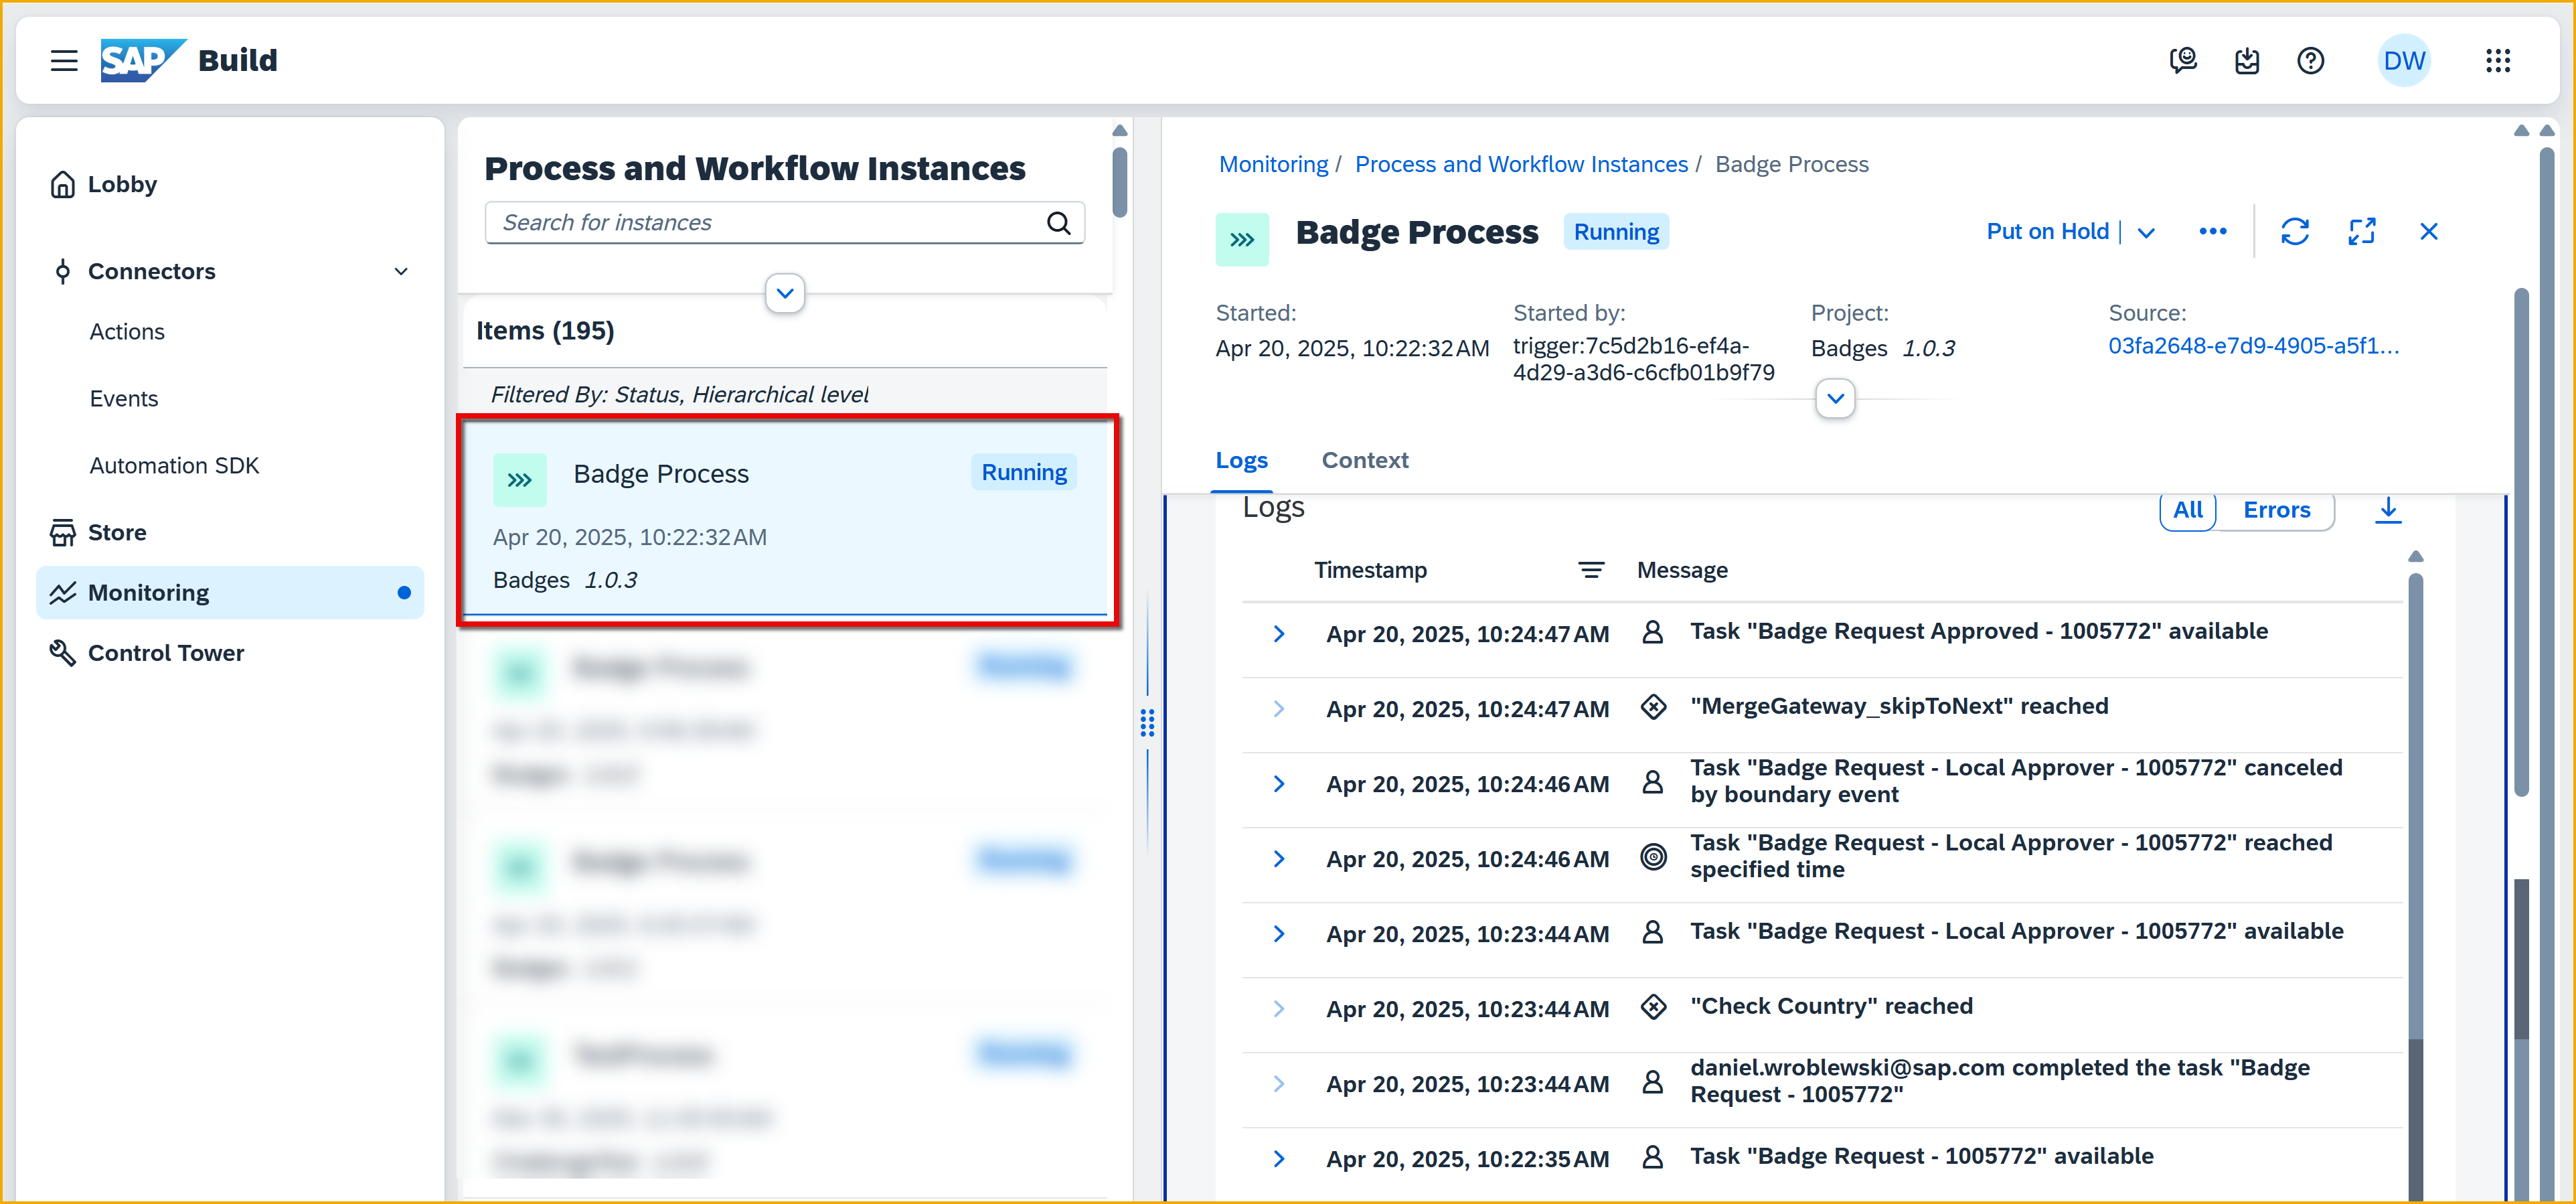 SAP Build
DW
Lobby
Connectors
Actions
Events
Automation SDK
Store
Monitoring
Control Tower
Process and Workflow Instances
Search for instances
Items (195)
Filtered By: Status, Hierarchical level
Badge Process Running
Apr 20, 2025, 10:22:32 AM
Badges 1.0.3
Badge Process Running
Badge Process Running
TestProcess Running
Monitoring / Process and Workflow Instances / Badge Process
Badge Process Running Put on Hold
Started: Started by: Project: Source:
Apr 20, 2025, 10:22:32 AM trigger:7c5d2b16-ef4a- Badges 1.0.3 03fa2648-e7d9-4905-a5f1...
4d29-a3d6-c6cfb01b9f79
Logs Context
Logs All Errors
Timestamp Message
Apr 20, 2025, 10:24:47 AM Task "Badge Request Approved - 1005772" available
Apr 20, 2025, 10:24:47 AM "MergeGateway_skipToNext" reached
Apr 20, 2025, 10:24:46 AM Task "Badge Request - Local Approver - 1005772" canceled
by boundary event
Apr 20, 2025, 10:24:46 AM Task "Badge Request - Local Approver - 1005772" reached
specified time
Apr 20, 2025, 10:23:44 AM Task "Badge Request - Local Approver - 1005772" available
Apr 20, 2025, 10:23:44 AM "Check Country" reached
Apr 20, 2025, 10:23:44 AM daniel.wroblewski@sap.com completed the task "Badge
Request - 1005772"
Apr 20, 2025, 10:22:35 AM Task "Badge Request - 1005772" available